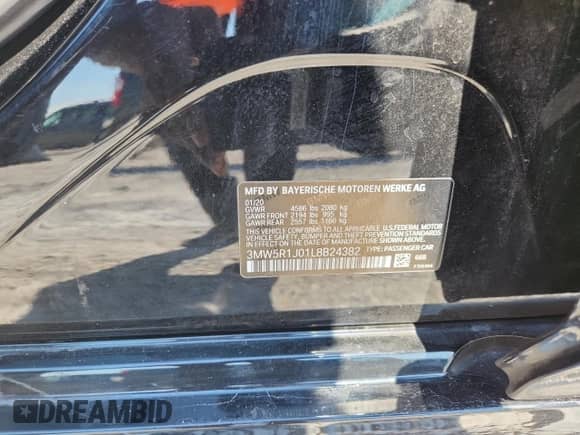 MFD BY BAYERISCHE MOTOREN WERKE AG
01/20
GVWR 4586 lbs 2080 kg
GAWR FRONT 2194 lbs 995 kg
GAWR REAR 2557 lbs 1160 kg
THIS VEHICLE CONFORMS TO ALL APPLICABLE U.S. FEDERAL MOTOR
VEHICLE SAFETY, BUMPER, AND THEFT PREVENTION STANDARDS
IN EFFECT ON THE DATE OF MANUFACTURE SHOWN ABOVE.
3MW5R1J01L8B24382 TYPE: PASSENGER CAR
668
DREAMBID